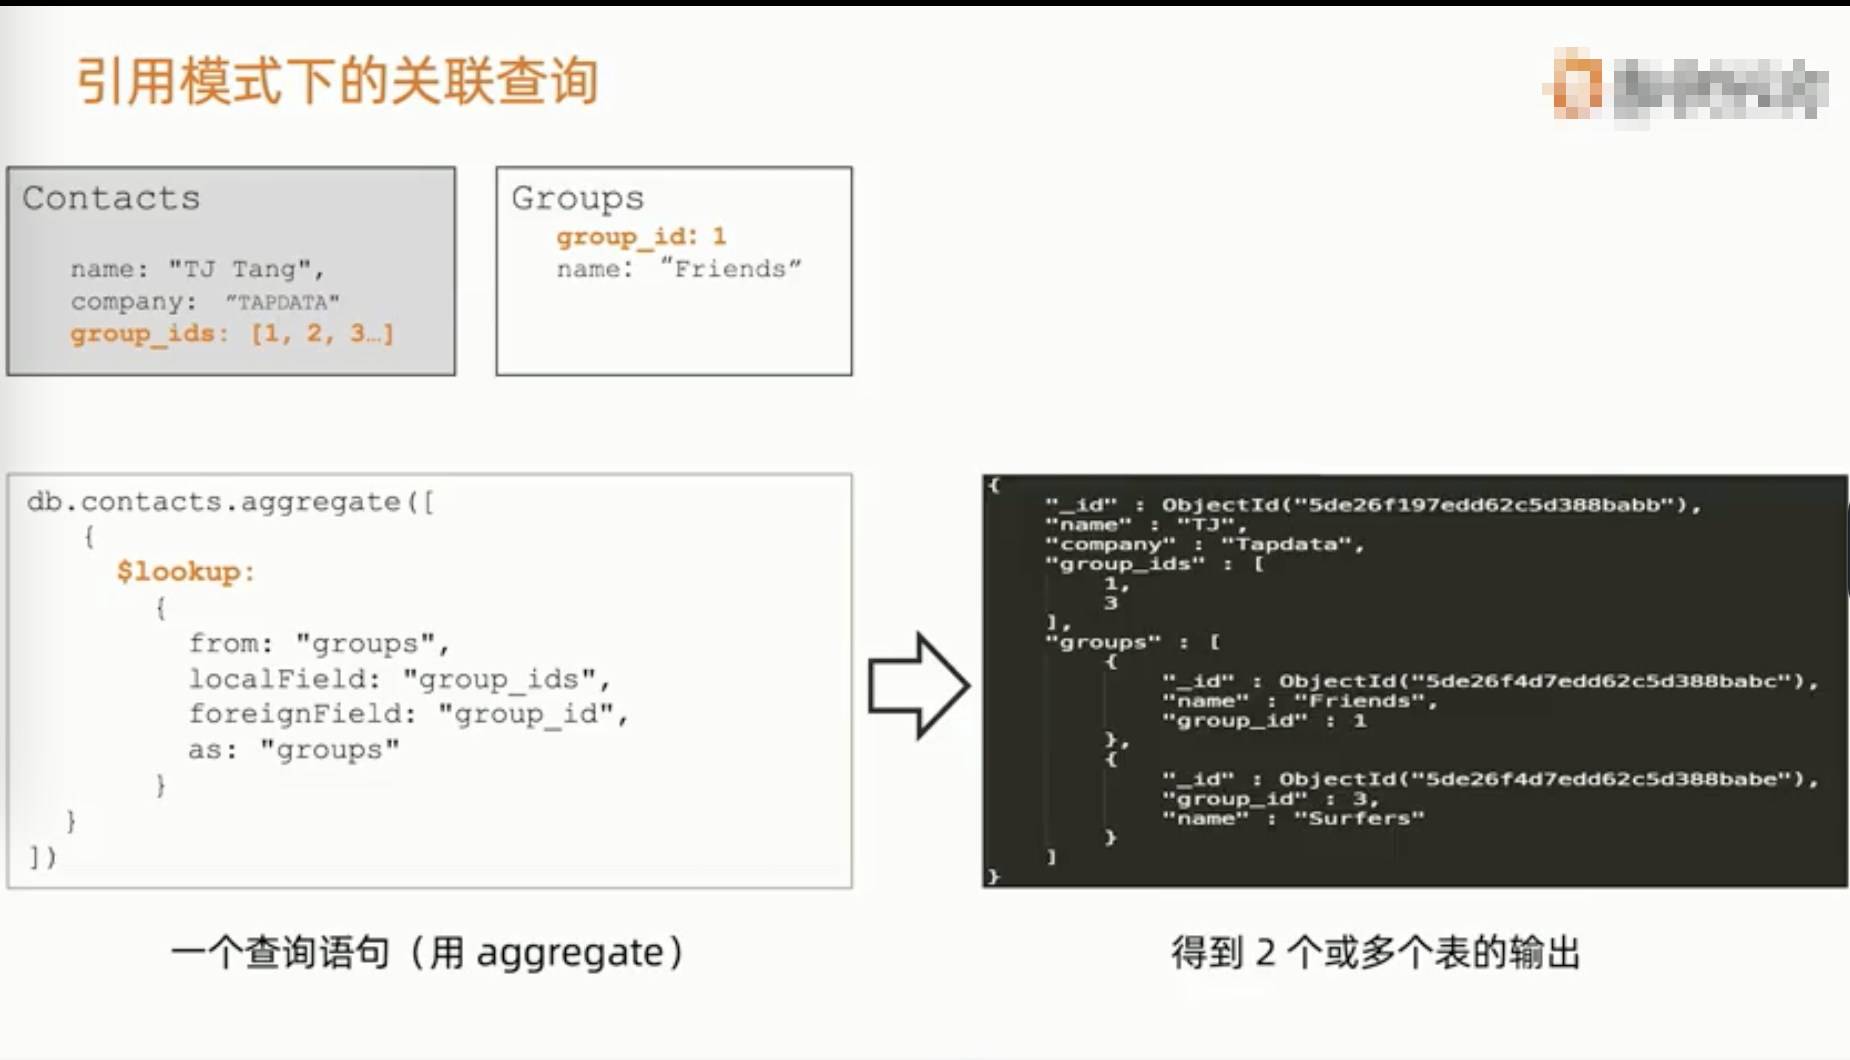 引用模式下的关联查询
Contacts
name: "TJ Tang",
company: "TAPDATA"
group_ids: [1, 2, 3…]
Groups
group_id: 1
name: “Friends”
db.contacts.aggregate([
{
$lookup:
{
from: "groups",
localField: "group_ids",
foreignField: "group_id",
as: "groups"
}
}
])
一个查询语句（用 aggregate）
{
"_id" : ObjectId("5de26f197edd62c5d388babb"),
"name" : "TJ",
"company" : "Tapdata",
"group_ids" : [
1,
3
],
"groups" : [
{
"_id" : ObjectId("5de26f4d7edd62c5d388babc"),
"name" : "Friends",
"group_id" : 1
},
{
"_id" : ObjectId("5de26f4d7edd62c5d388babe"),
"group_id" : 3,
"name" : "Surfers"
}
]
}
得到 2 个或多个表的输出